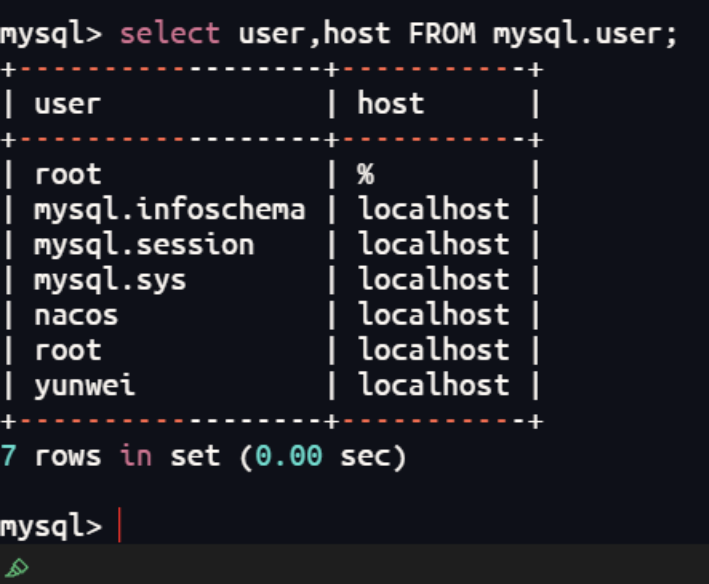 mysql> select user,host FROM mysql.user;
+------------------+-----------+
| user             | host      |
+------------------+-----------+
| root             | %         |
| mysql.infoschema | localhost |
| mysql.session    | localhost |
| mysql.sys        | localhost |
| nacos            | localhost |
| root             | localhost |
| yunwei           | localhost |
+------------------+-----------+
7 rows in set (0.00 sec)
mysql>